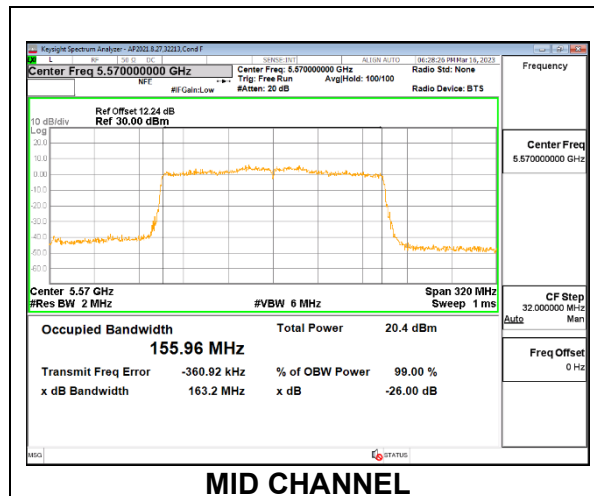 Keysight Spectrum Analyzer - AP2021.8.27,32213,Cond F
L RF 50 Ω DC SENSE:INT ALIGN AUTO 06:28:26 PM Mar 16, 2023
Center Freq 5.570000000 GHz
NFE
#IFGain:Low
Center Freq: 5.570000000 GHz
Trig: Free Run Avg|Hold: 100/100
#Atten: 20 dB
Radio Std: None
Radio Device: BTS
Frequency
Ref Offset 12.24 dB
10 dB/div Ref 30.00 dBm
Log
20.0
10.0
0.00
-10.0
-20.0
-30.0
-40.0
-50.0
-60.0
Center Freq
5.570000000 GHz
Center 5.57 GHz Span 320 MHz
#Res BW 2 MHz #VBW 6 MHz Sweep 1 ms
CF Step
32.000000 MHz
Auto Man
Occupied Bandwidth Total Power 20.4 dBm
155.96 MHz
Transmit Freq Error -360.92 kHz % of OBW Power 99.00 %
x dB Bandwidth 163.2 MHz x dB -26.00 dB
Freq Offset
0 Hz
MSG STATUS
MID CHANNEL